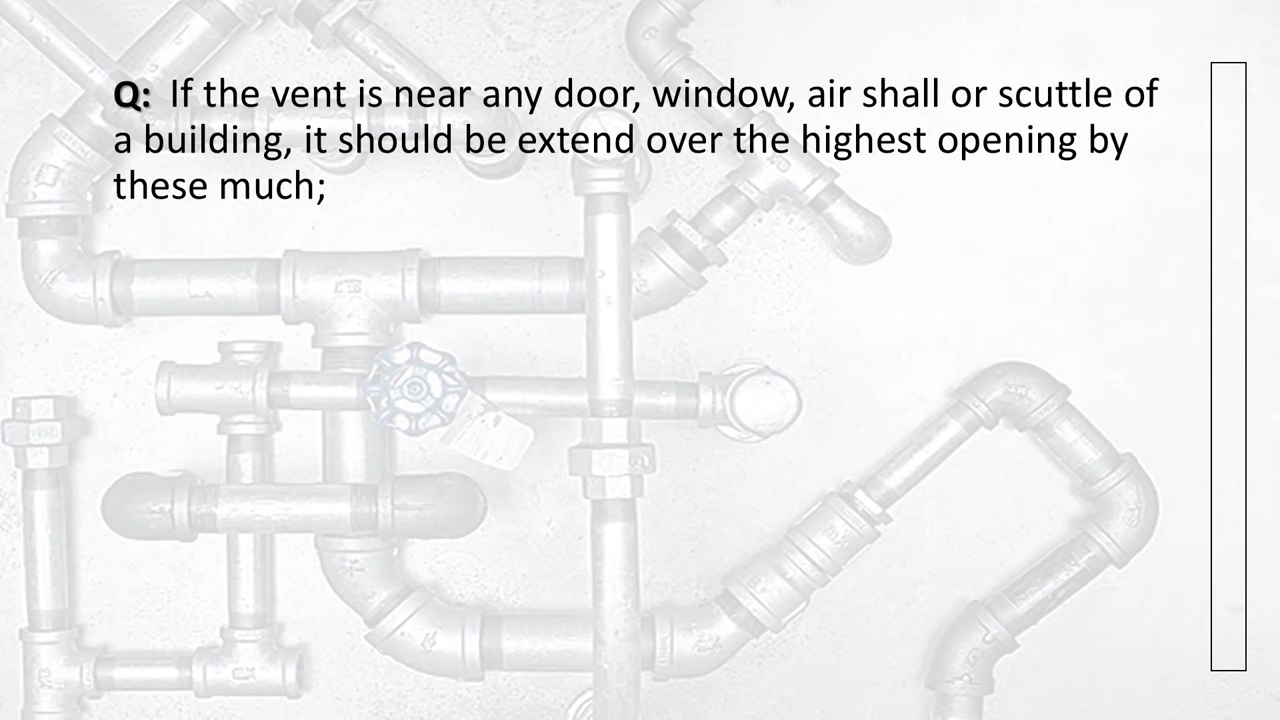 Q: If the vent is near any door, window, air shall or scuttle of
a building, it should be extend over the highest opening by
these much;